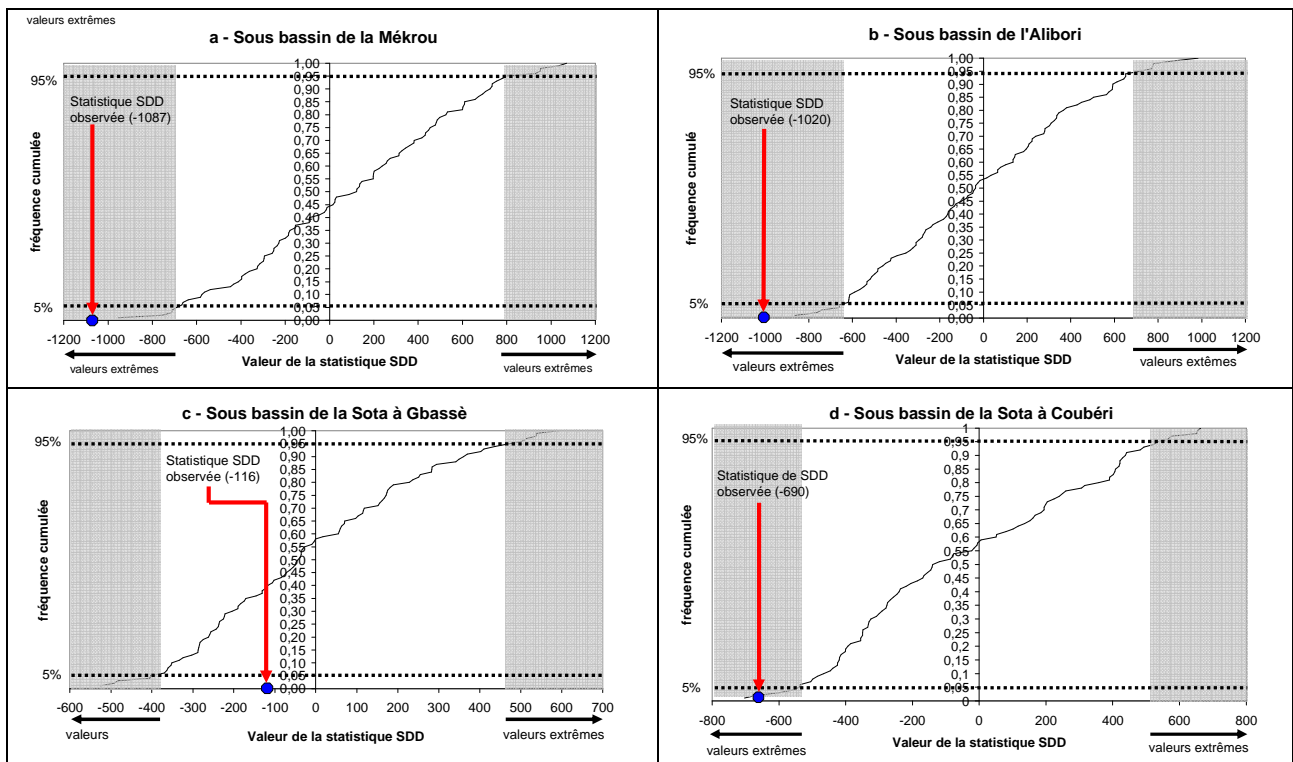 valeurs extrêmes
a - Sous bassin de la Mékrou
95%
5%
fréquence cumulée
Statistique SDD
observée (-1087)
1,00
0,95
0,90
0,85
0,80
0,75
0,70
0,65
0,60
0,55
0,50
0,45
0,40
0,35
0,30
0,25
0,20
0,15
0,10
0,05
0,00
-1200 -1000 -800 -600 -400 -200 0 200 400 600 800 1000 1200
valeurs extrêmes
Valeur de la statistique SDD
valeurs extrêmes
b - Sous bassin de l'Alibori
95%
5%
fréquence cumulé
Statistique SDD
observée (-1020)
1,00
0,95
0,90
0,85
0,80
0,75
0,70
0,65
0,60
0,55
0,50
0,45
0,40
0,35
0,30
0,25
0,20
0,15
0,10
0,05
0,00
-1200 -1000 -800 -600 -400 -200 0 200 400 600 800 1000 1200
valeurs extrêmes
Valeur de la statistique SDD
valeurs extrêmes
c - Sous bassin de la Sota à Gbassè
95%
5%
fréquence cumulée
Statistique SDD
observée (-116)
1,00
0,95
0,90
0,85
0,80
0,75
0,70
0,65
0,60
0,55
0,50
0,45
0,40
0,35
0,30
0,25
0,20
0,15
0,10
0,05
0,00
-600 -500 -400 -300 -200 -100 0 100 200 300 400 500 600 700
valeurs
Valeur de la statistique SDD
valeurs extrêmes
d - Sous bassin de la Sota à Coubéri
95%
5%
fréquence cumulée
Statistique de SDD
observée (-690)
1
0,95
0,9
0,85
0,8
0,75
0,7
0,65
0,6
0,55
0,5
0,45
0,4
0,35
0,3
0,25
0,2
0,15
0,1
0,05
0
-800 -600 -400 -200 0 200 400 600 800
valeurs extrêmes
Valeur de la statistique SDD
valeurs extrêmes